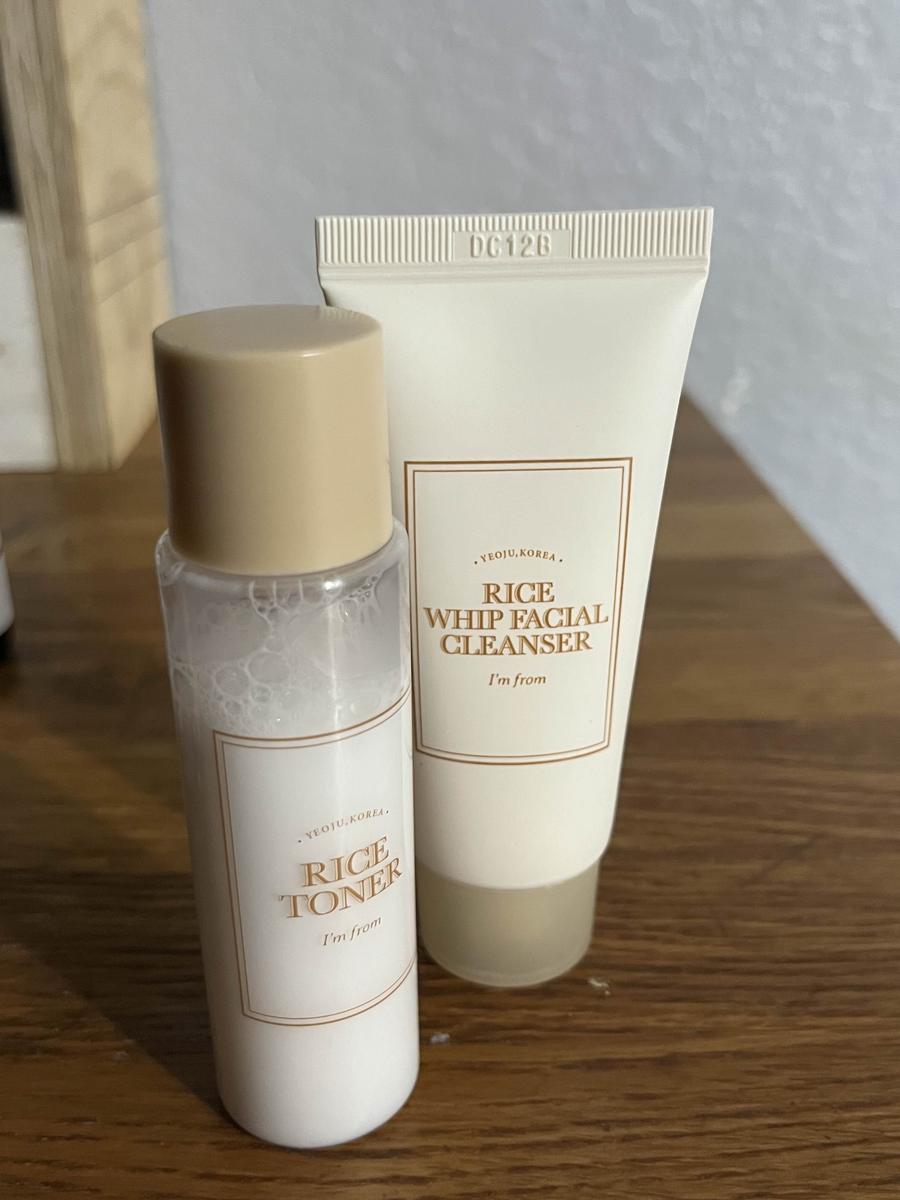 DC12B
· YEOJU, KOREA ·
RICE
WHIP FACIAL
CLEANSER
I'm from
· YEOJU, KOREA ·
RICE
TONER
I'm from